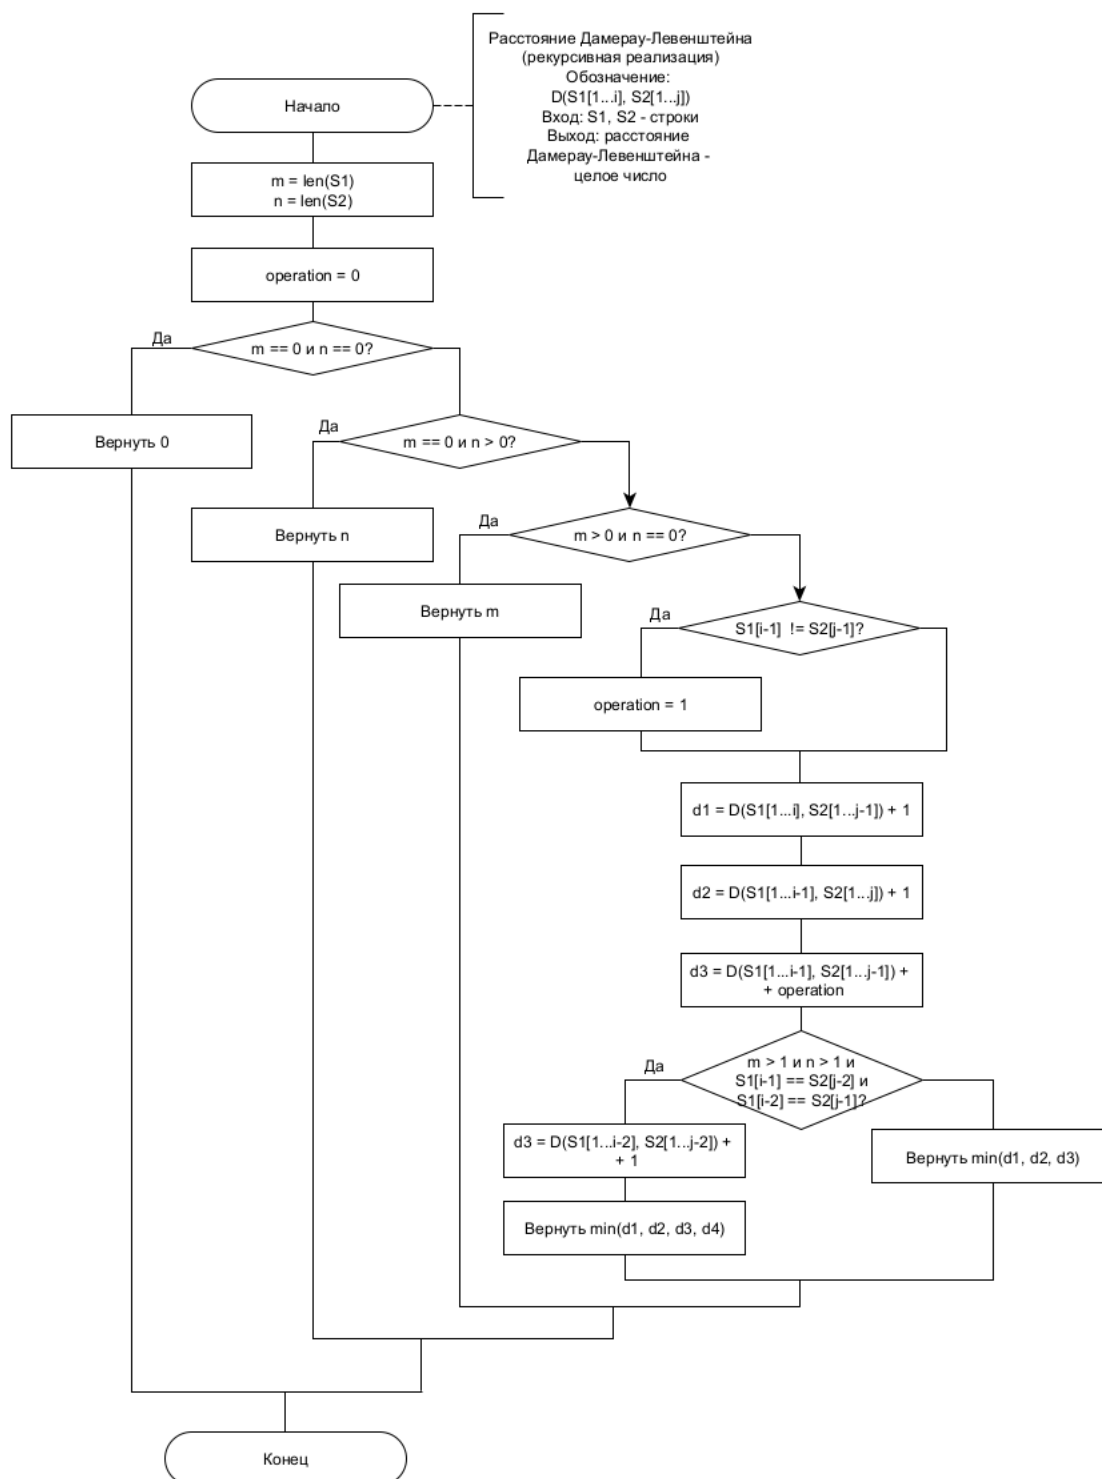 Расстояние Дамерау-Левенштейна
(рекурсивная реализация)
Обозначение:
D(S1[1...i], S2[1...j])
Вход: S1, S2 - строки
Выход: расстояние
Дамерау-Левенштейна -
целое число
Начало
m = len(S1)
n = len(S2)
operation = 0
Да
m == 0 и n == 0?
Вернуть 0
Да
m == 0 и n > 0?
Вернуть n
Да
m > 0 и n == 0?
Вернуть m
Да
S1[i-1] != S2[j-1]?
operation = 1
d1 = D(S1[1...i], S2[1...j-1]) + 1
d2 = D(S1[1...i-1], S2[1...j]) + 1
d3 = D(S1[1...i-1], S2[1...j-1]) +
+ operation
Да
m > 1 и n > 1 и
S1[i-1] == S2[j-2] и
S1[i-2] == S2[j-1]?
d3 = D(S1[1...i-2], S2[1...j-2]) +
+ 1
Вернуть min(d1, d2, d3)
Вернуть min(d1, d2, d3, d4)
Конец